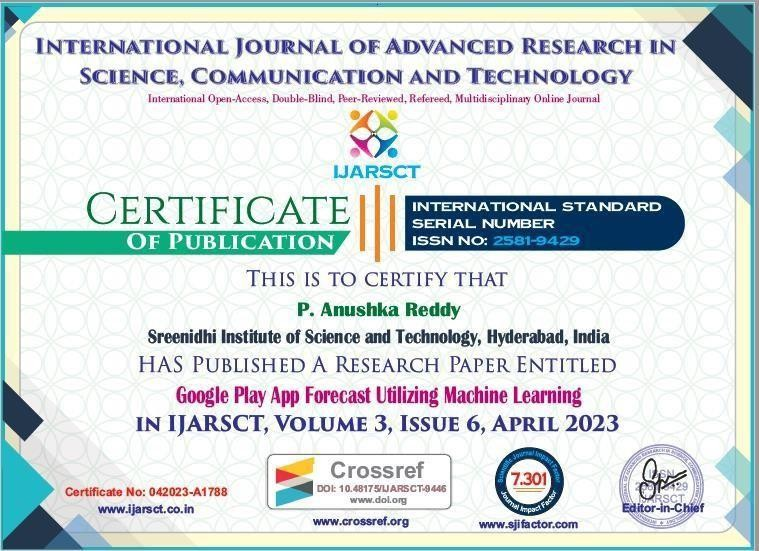 INTERNATIONAL JOURNAL OF ADVANCED RESEARCH IN
SCIENCE, COMMUNICATION AND TECHNOLOGY
International Open-Access, Double-Blind, Peer-Reviewed, Refereed, Multidisciplinary Online Journal
IJARSCT
CERTIFICATE
OF PUBLICATION
INTERNATIONAL STANDARD
SERIAL NUMBER
ISSN NO: 2581-9429
THIS IS TO CERTIFY THAT
P. Anushka Reddy
Sreenidhi Institute of Science and Technology, Hyderabad, India
HAS PUBLISHED A RESEARCH PAPER ENTITLED
Google Play App Forecast Utilizing Machine Learning
IN IJARSCT, VOLUME 3, ISSUE 6, APRIL 2023
Certificate No: 042023-A1788
www.ijarsct.co.in
Crossref
DOI: 10.48175/IJARSCT-9446
www.doi.org
www.crossref.org
Scientific Journal Impact Factor
7.301
Journal Impact Factor
www.sjifactor.com
ISSN
IJARSCT
Editor-in-Chief